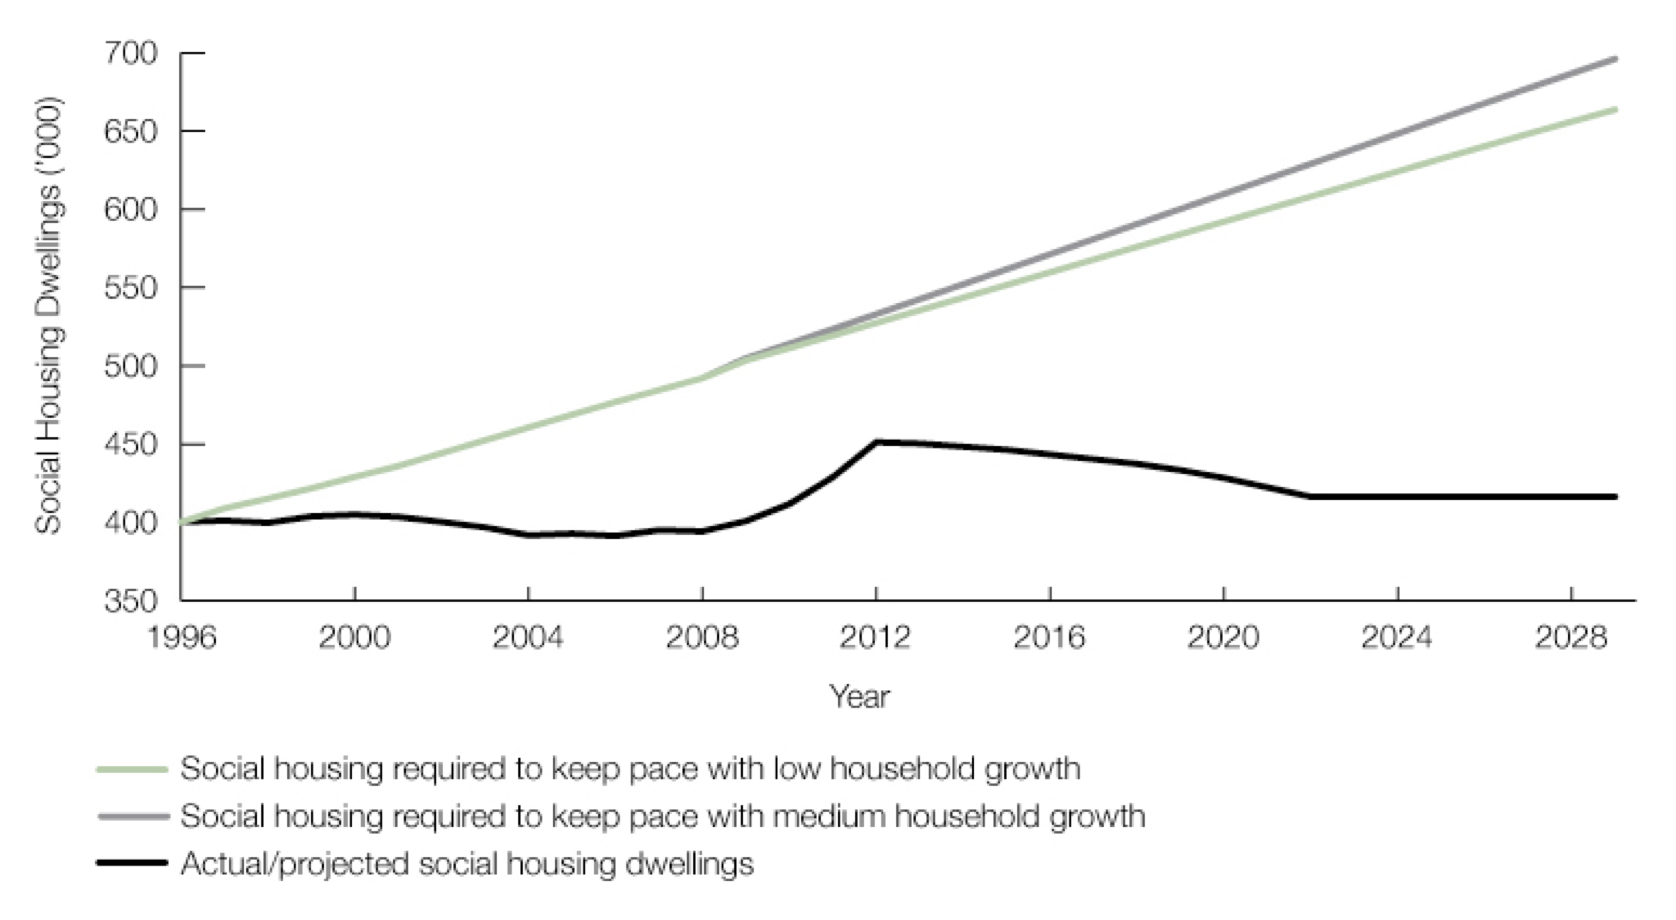 Social Housing Dwellings ('000)
700
650
600
550
500
450
400
350
1996 2000 2004 2008 2012 2016 2020 2024 2028
Year
Social housing required to keep pace with low household growth
Social housing required to keep pace with medium household growth
Actual/projected social housing dwellings